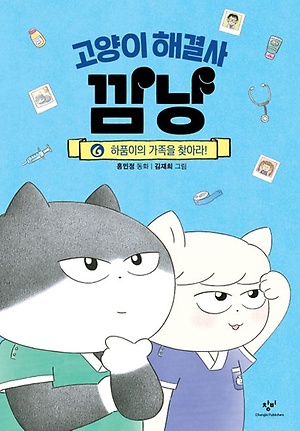 고양이 해결사
깜냥
6 하품이의 가족을 찾아라!
홍민정 동화 | 김재희 그림
창비
Changbi Publishers